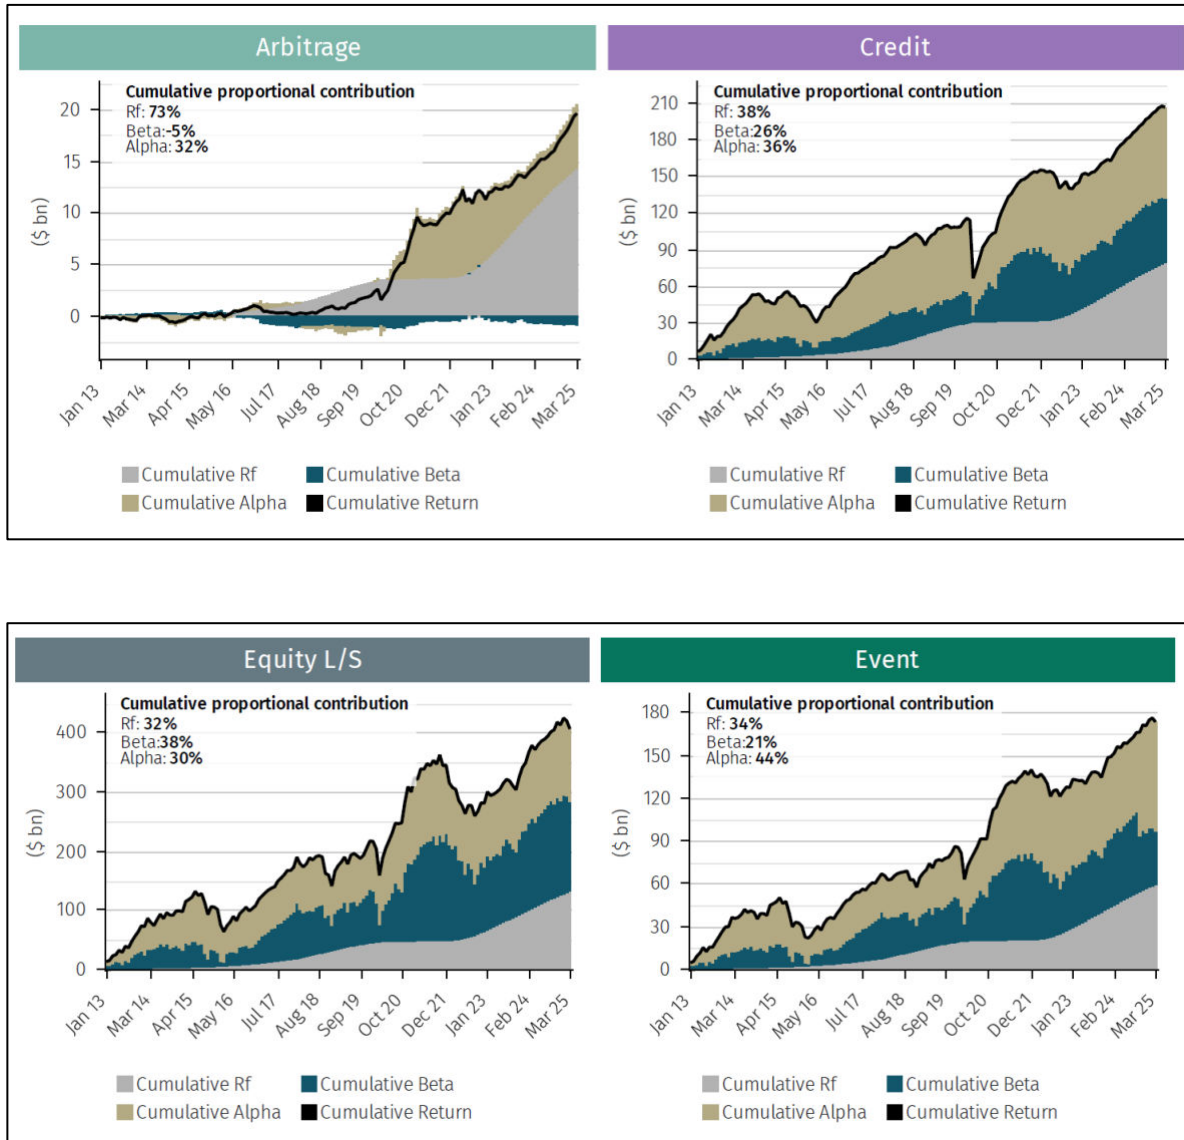 Arbitrage
Cumulative proportional contribution
Rf: 73%
Beta:-5%
Alpha: 32%
20
15
10
5
0
($ bn)
Jan 13
Mar 14
Apr 15
May 16
Jul 17
Aug 18
Sep 19
Oct 20
Dec 21
Jan 23
Feb 24
Mar 25
Cumulative Rf
Cumulative Beta
Cumulative Alpha
Cumulative Return
Credit
Cumulative proportional contribution
Rf: 38%
Beta:26%
Alpha: 36%
210
180
150
120
90
60
30
0
($ bn)
Jan 13
Mar 14
Apr 15
May 16
Jul 17
Aug 18
Sep 19
Oct 20
Dec 21
Jan 23
Feb 24
Mar 25
Cumulative Rf
Cumulative Beta
Cumulative Alpha
Cumulative Return
Equity L/S
Cumulative proportional contribution
Rf: 32%
Beta:38%
Alpha: 30%
400
300
200
100
0
($ bn)
Jan 13
Mar 14
Apr 15
May 16
Jul 17
Aug 18
Sep 19
Oct 20
Dec 21
Jan 23
Feb 24
Mar 25
Cumulative Rf
Cumulative Beta
Cumulative Alpha
Cumulative Return
Event
Cumulative proportional contribution
Rf: 34%
Beta:21%
Alpha: 44%
180
150
120
90
60
30
0
($ bn)
Jan 13
Mar 14
Apr 15
May 16
Jul 17
Aug 18
Sep 19
Oct 20
Dec 21
Jan 23
Feb 24
Mar 25
Cumulative Rf
Cumulative Beta
Cumulative Alpha
Cumulative Return